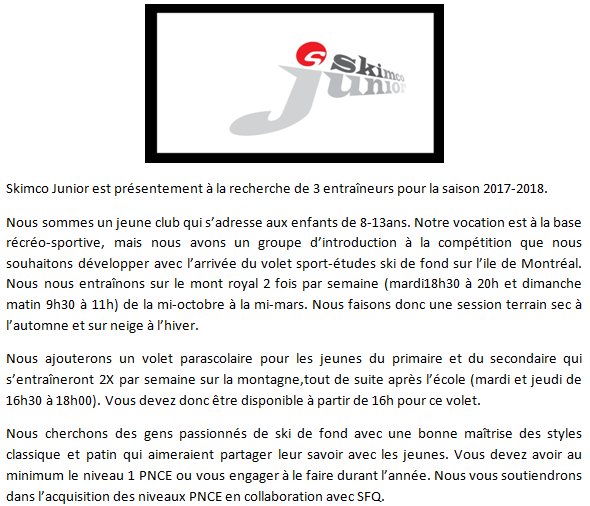 skimco
Junior
Skimco Junior est présentement à la recherche de 3 entraîneurs pour la saison 2017-2018.
Nous sommes un jeune club qui s’adresse aux enfants de 8-13ans. Notre vocation est à la base
récréo-sportive, mais nous avons un groupe d’introduction à la compétition que nous
souhaitons développer avec l’arrivée du volet sport-études ski de fond sur l’ile de Montréal.
Nous nous entraînons sur le mont royal 2 fois par semaine (mardi18h30 à 20h et dimanche
matin 9h30 à 11h) de la mi-octobre à la mi-mars. Nous faisons donc une session terrain sec à
l’automne et sur neige à l’hiver.
Nous ajouterons un volet parascolaire pour les jeunes du primaire et du secondaire qui
s’entraîneront 2X par semaine sur la montagne,tout de suite après l’école (mardi et jeudi de
16h30 à 18h00). Vous devez donc être disponible à partir de 16h pour ce volet.
Nous cherchons des gens passionnés de ski de fond avec une bonne maîtrise des styles
classique et patin qui aimeraient partager leur savoir avec les jeunes. Vous devez avoir au
minimum le niveau 1 PNCE ou vous engager à le faire durant l’année. Nous vous soutiendrons
dans l’acquisition des niveaux PNCE en collaboration avec SFQ.